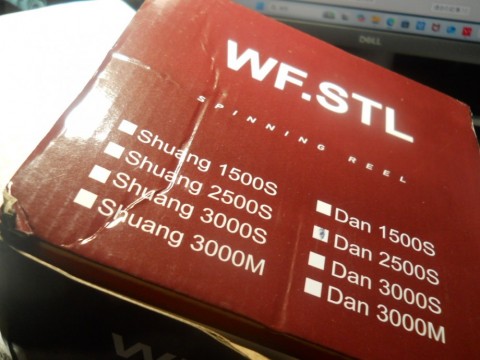 WF.STL
SPINNING REEL
Shuang 1500S
Shuang 2500S
Shuang 3000S
Shuang 3000M
Dan 1500S
Dan 2500S
Dan 3000S
Dan 3000M
DELL